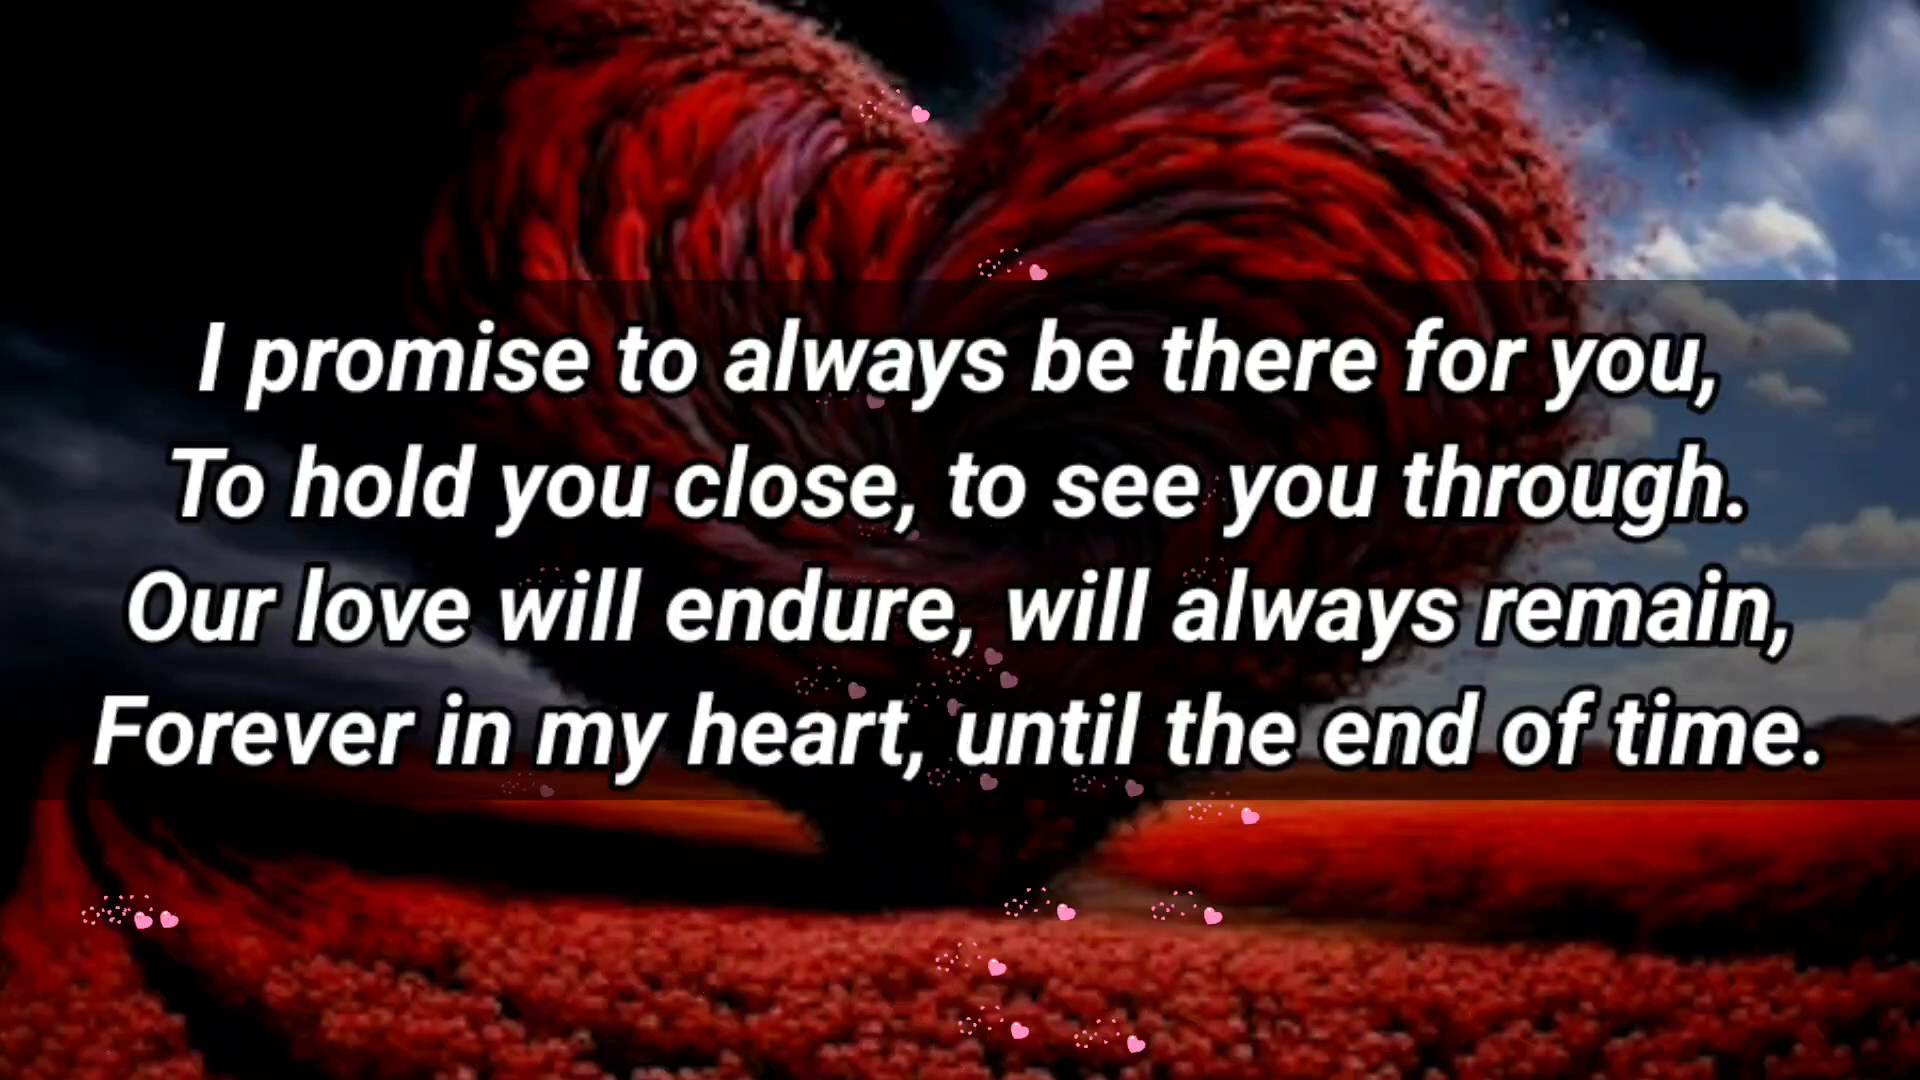 I promise to always be there for you,
To hold you close, to see you through.
Our love will endure, will always remain,
Forever in my heart, until the end of time.